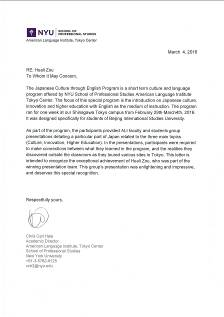 NYU SCHOOL OF
PROFESSIONAL STUDIES
American Language Institute, Tokyo Center
March 4, 2016
RE: Huaili Zou
To Whom it May Concern,
The Japanese Culture through English Program is a short term culture and language
program offered by NYU School of Professional Studies American Language Institute
Tokyo Center. The focus of this special program is the introduction on Japanese culture,
innovation and higher education with English as the medium of instruction. The program
ran for one week at our Shinagawa Tokyo campus from February 29th-March 4th, 2016.
It was designed specifically for students of Beijing International Studies University.
As part of the program, the participants provided ALI faculty and students group
presentations detailing a particular part of Japan related to the three main topics
(Culture, Innovation, Higher Education). In the presentations, participants were required
to make connections between what they learned in the program, and the realities they
discovered outside the classroom as they toured various sites in Tokyo. This letter is
intended to recognize the exceptional achievement of Huaili Zou, who was part of the
winning presentation team. This group's presentation was enlightening and impressive,
and deserves this special recognition.
Respectfully yours,
Academic Director
American Language Institute, Tokyo Center
School of Professional Studies
New York University